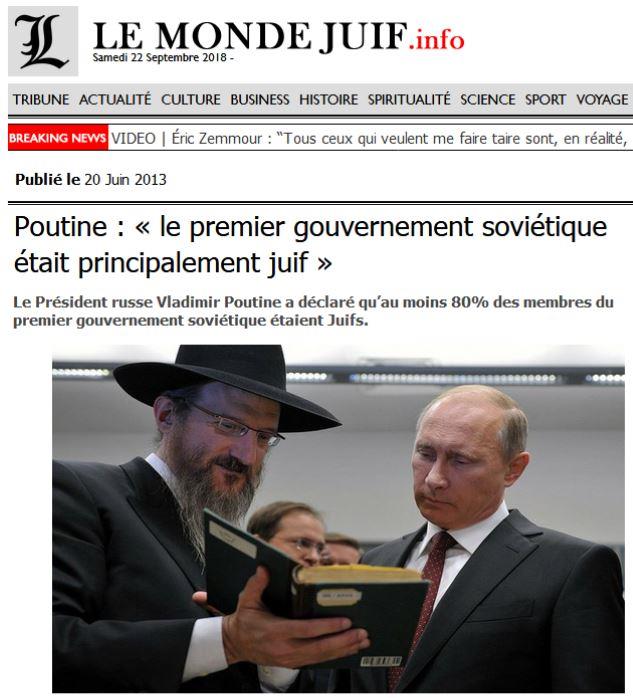 L
LE MONDE JUIF.info
Samedi 22 Septembre 2018 -
TRIBUNE ACTUALITÉ CULTURE BUSINESS HISTOIRE SPIRITUALITÉ SCIENCE SPORT VOYAGE
BREAKING NEWS VIDEO | Éric Zemmour : “Tous ceux qui veulent me faire taire sont, en réalité,
Publié le 20 Juin 2013
Poutine : « le premier gouvernement soviétique
était principalement juif »
Le Président russe Vladimir Poutine a déclaré qu’au moins 80% des membres du
premier gouvernement soviétique étaient Juifs.